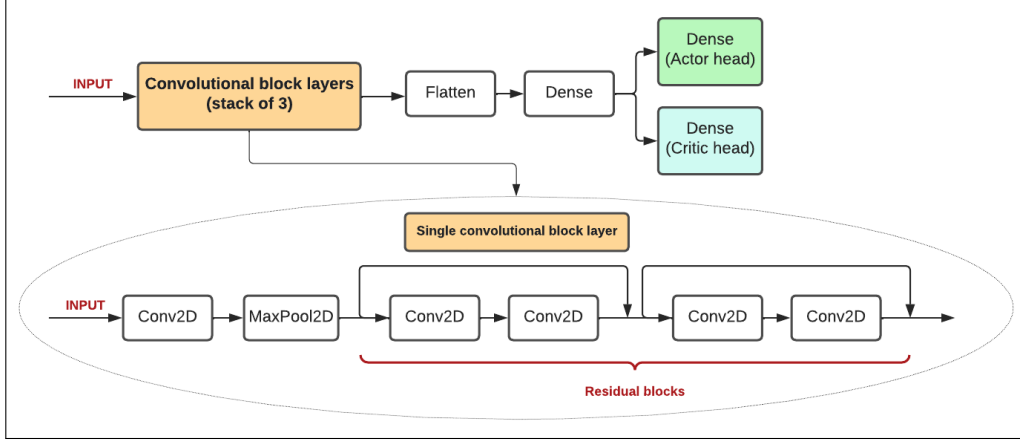 INPUT
Convolutional block layers
(stack of 3)
Flatten
Dense
Dense
(Actor head)
Dense
(Critic head)
Single convolutional block layer
INPUT
Conv2D
MaxPool2D
Conv2D
Conv2D
Conv2D
Conv2D
Residual blocks